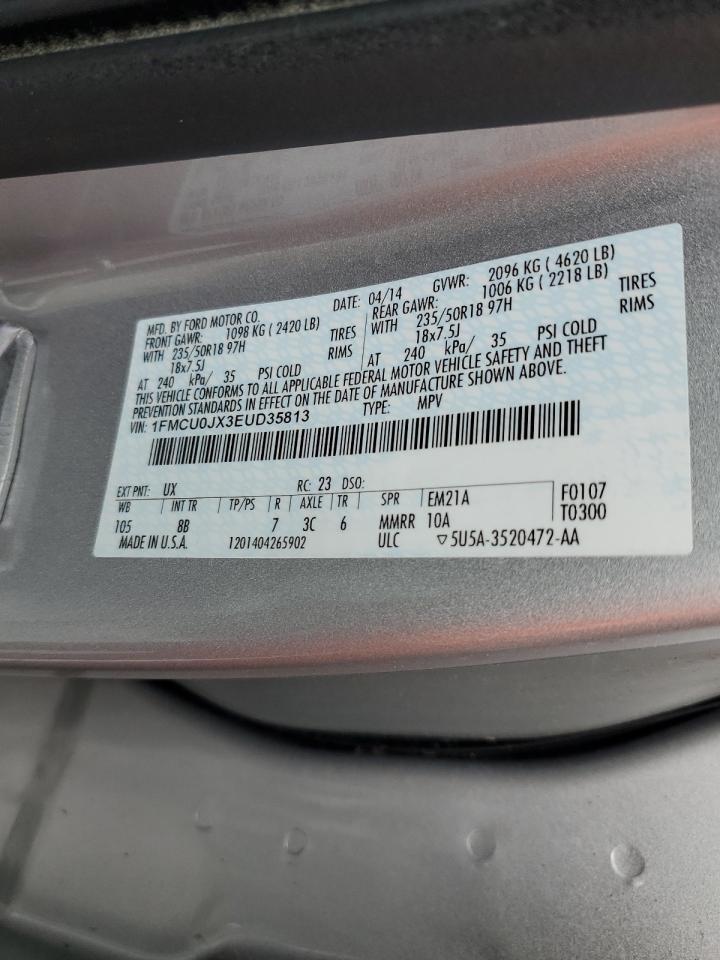 MFD. BY FORD MOTOR CO. DATE: 04/14 GVWR: 2096 KG ( 4620 LB)
FRONT GAWR: 1098 KG ( 2420 LB) REAR GAWR: 1006 KG ( 2218 LB)
WITH 235/50R18 97H TIRES WITH 235/50R18 97H TIRES
18x7.5J RIMS 18x7.5J RIMS
AT 240 kPa/ 35 PSI COLD AT 240 kPa/ 35 PSI COLD
THIS VEHICLE CONFORMS TO ALL APPLICABLE FEDERAL MOTOR VEHICLE SAFETY AND THEFT
PREVENTION STANDARDS IN EFFECT ON THE DATE OF MANUFACTURE SHOWN ABOVE.
VIN: 1FMCU0JX3EUD35813 TYPE: MPV
EXT PNT: UX RC: 23 DSO:
WB INT TR TP/PS R AXLE TR SPR EM21A F0107
105 8B 7 3C 6 MMRR 10A T0300
MADE IN U.S.A. 1201404265902 ULC ▽5U5A-3520472-AA